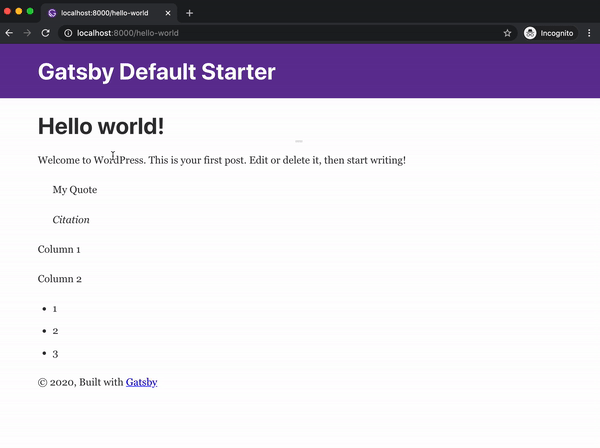 localhost:8000/hello-world
localhost:8000/hello-world
Incognito
Gatsby Default Starter
Hello world!
Welcome to WordPress. This is your first post. Edit or delete it, then start writing!
My Quote
Citation
Column 1
Column 2
1
2
3
© 2020, Built with Gatsby